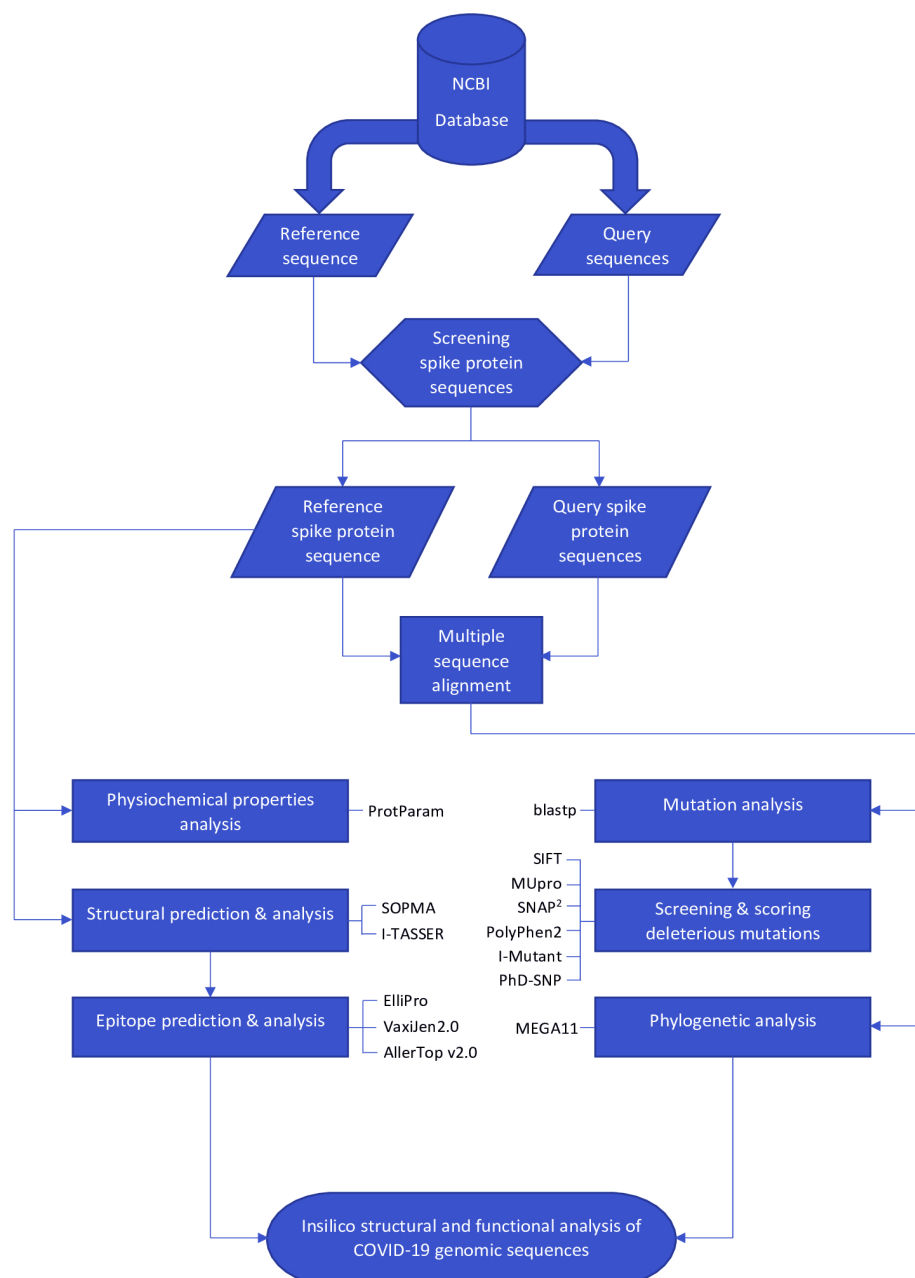 NCBI
Database
Reference
sequence
Query
sequences
Screening
spike protein
sequences
Reference
spike protein
sequence
Query spike
protein
sequences
Multiple
sequence
alignment
Physiochemical properties
analysis
ProtParam
blastp
Mutation analysis
Structural prediction & analysis
SOPMA
I-TASSER
SIFT
MUpro
SNAP²
PolyPhen2
I-Mutant
PhD-SNP
Screening & scoring
deleterious mutations
Epitope prediction & analysis
ElliPro
VaxiJen2.0
AllerTop v2.0
MEGA11
Phylogenetic analysis
Insilico structural and functional analysis of
COVID-19 genomic sequences